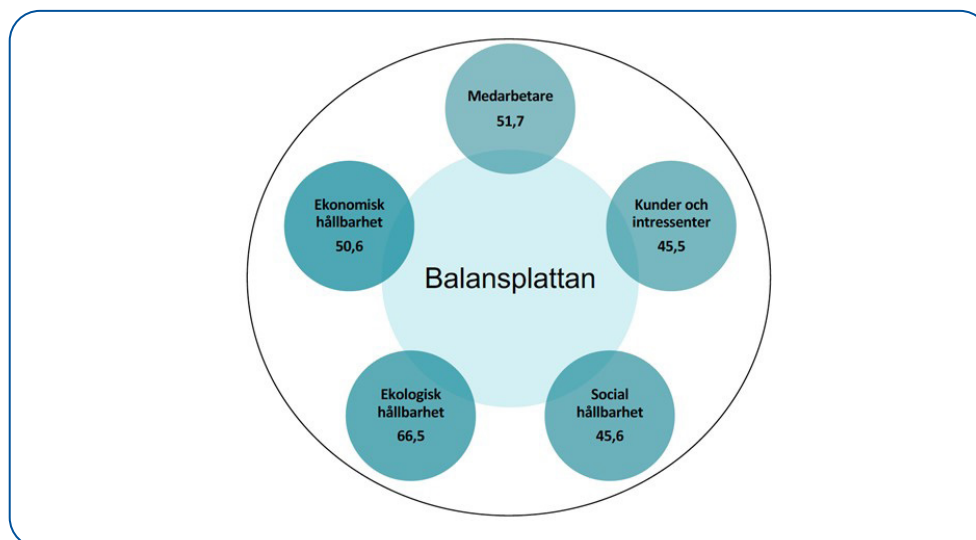 Medarbetare
51,7
Ekonomisk
hållbarhet
50,6
Kunder och
intressenter
45,5
Balansplattan
Ekologisk
hållbarhet
66,5
Social
hållbarhet
45,6